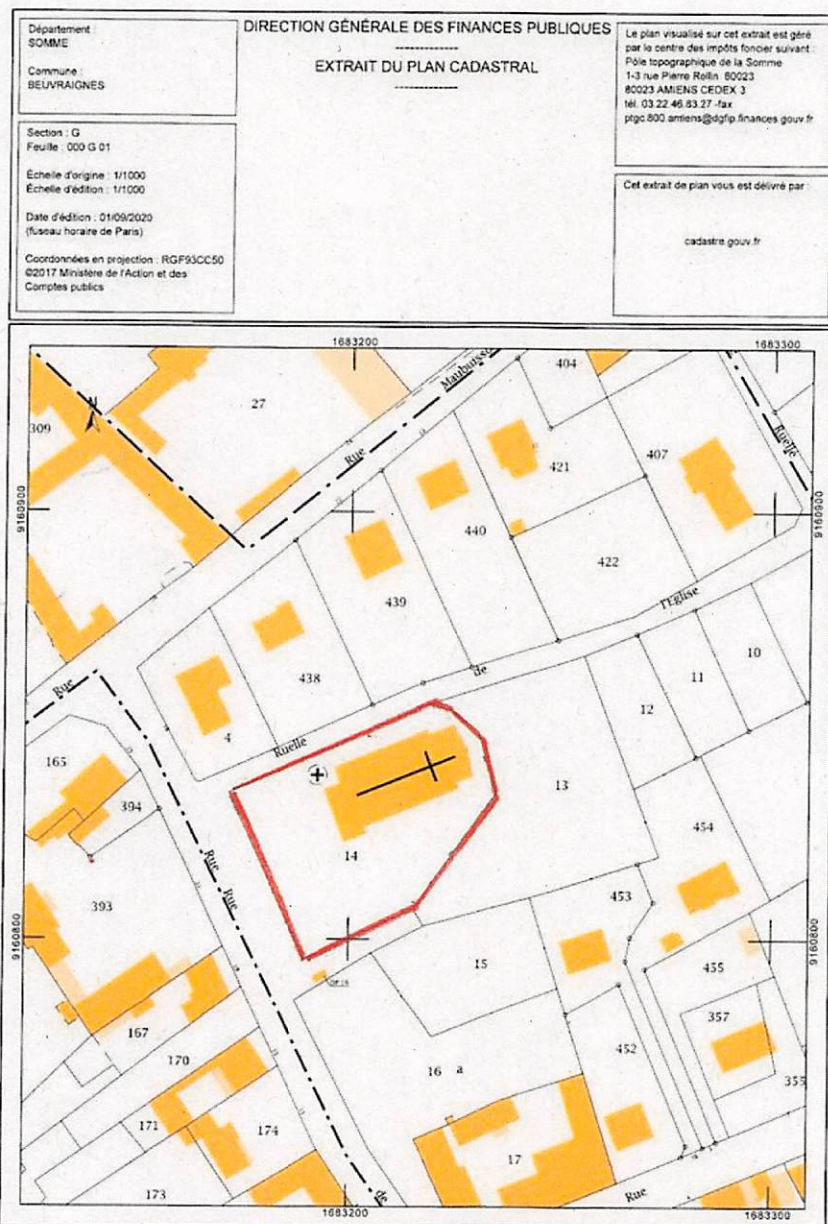 Département :
SOMME
Commune :
BEUVRAIGNES
Section : G
Feuille : 000 G 01
Échelle d'origine : 1/1000
Échelle d'édition : 1/1000
Date d'édition : 01/09/2020
(fuseau horaire de Paris)
Coordonnées en projection : RGF93CC50
©2017 Ministère de l'Action et des
Comptes publics
DIRECTION GÉNÉRALE DES FINANCES PUBLIQUES
------------
EXTRAIT DU PLAN CADASTRAL
------------
Le plan visualisé sur cet extrait est géré
par le centre des impôts foncier suivant :
Pôle topographique de la Somme
1-3 rue Pierre Rollin 80023
80023 AMIENS CEDEX 3
tél. 03.22.46.83.27 -fax
ptgc.800.amiens@dgfip.finances.gouv.fr
Cet extrait de plan vous est délivré par :
cadastre.gouv.fr
1683200
1683300
N
309
27
Rue
Maubuisso
404
421
407
Ruelle
9160900
9160900
440
422
439
438
4
Ruelle
de
l'Eglise
10
11
12
13
Rue
165
394
393
Rue
Rue
14
454
453
9160800
9160800
15
455
357
355
452
16
a
167
170
171
174
173
17
de
Rue
1683200
1683300